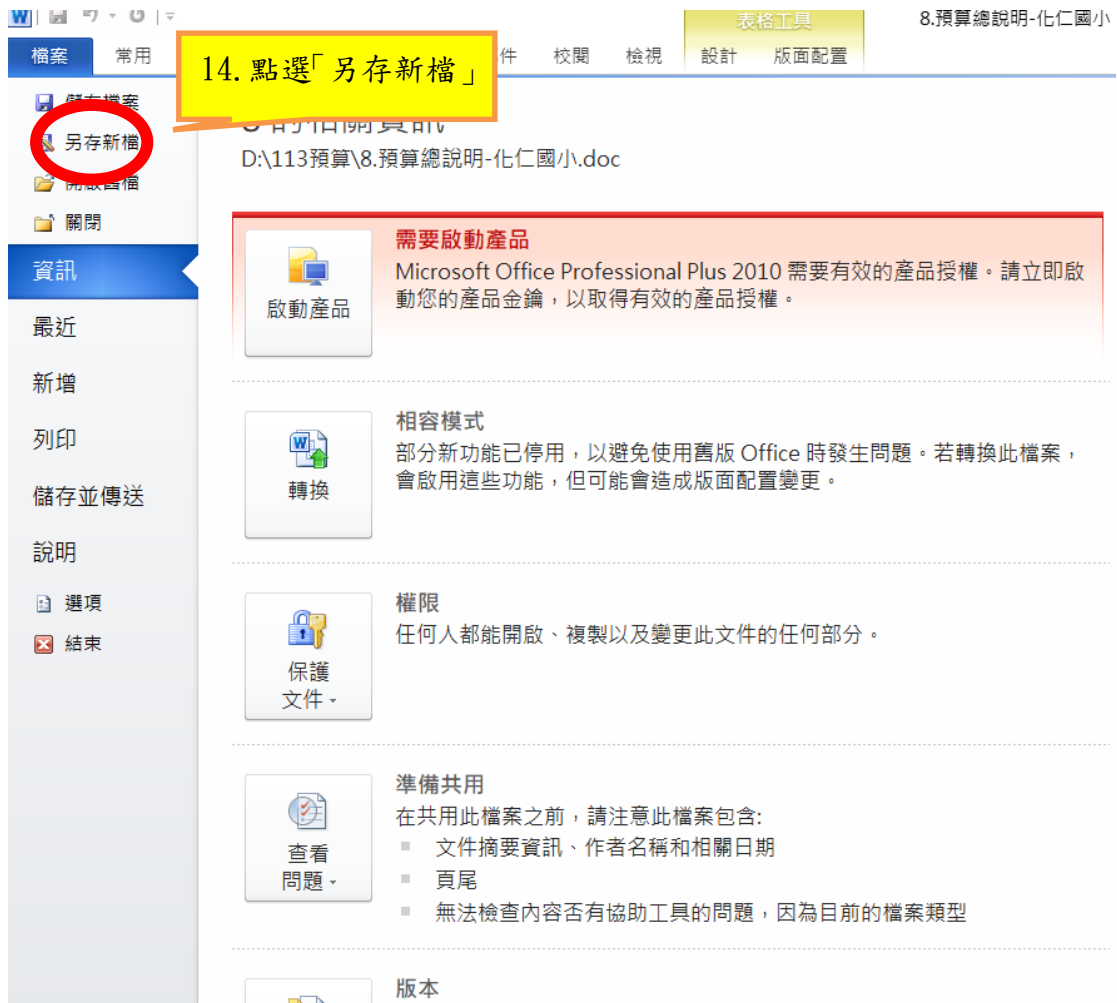 表格工具
8.預算總說明-化仁國小
檔案
常用
件
校閱
檢視
設計
版面配置
14.點選「另存新檔」
儲存檔案
另存新檔
開啟舊檔
關閉
資訊
最近
新增
列印
儲存並傳送
說明
選項
結束
的相關資訊
D:\113預算\8.預算總說明-化仁國小.doc
啟動產品
需要啟動產品
Microsoft Office Professional Plus 2010 需要有效的產品授權。請立即啟
動您的產品金鑰，以取得有效的產品授權。
轉換
相容模式
部分新功能已停用，以避免使用舊版 Office 時發生問題。若轉換此檔案，
會啟用這些功能，但可能會造成版面配置變更。
保護
文件
權限
任何人都能開啟、複製以及變更此文件的任何部分。
查看
問題
準備共用
在共用此檔案之前，請注意此檔案包含:
文件摘要資訊、作者名稱和相關日期
頁尾
無法檢查內容否有協助工具的問題，因為目前的檔案類型
版本